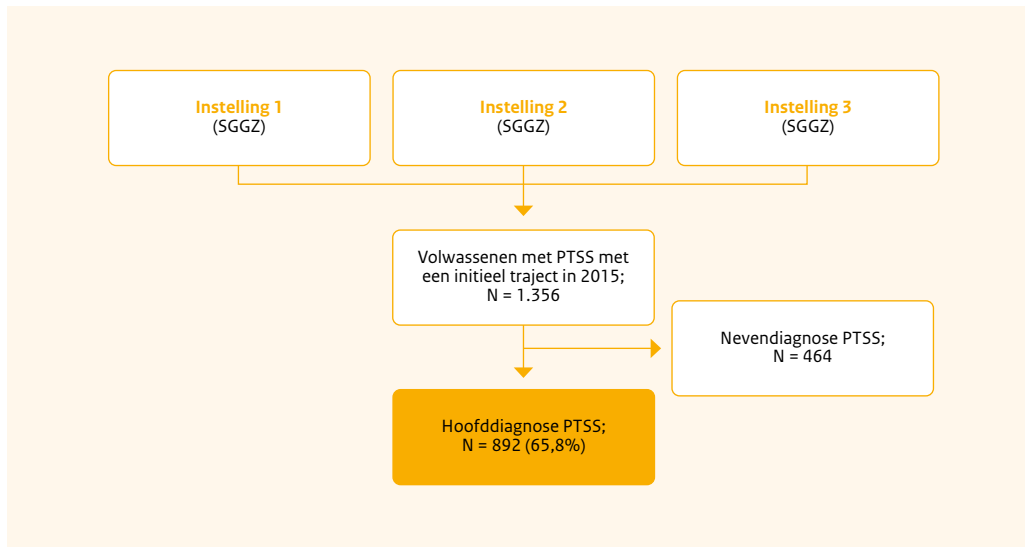 Instelling 1
(SGGZ)
Instelling 2
(SGGZ)
Instelling 3
(SGGZ)
Volwassenen met PTSS met
een initieel traject in 2015;
N = 1.356
Nevendiagnose PTSS;
N = 464
Hoofddiagnose PTSS;
N = 892 (65,8%)